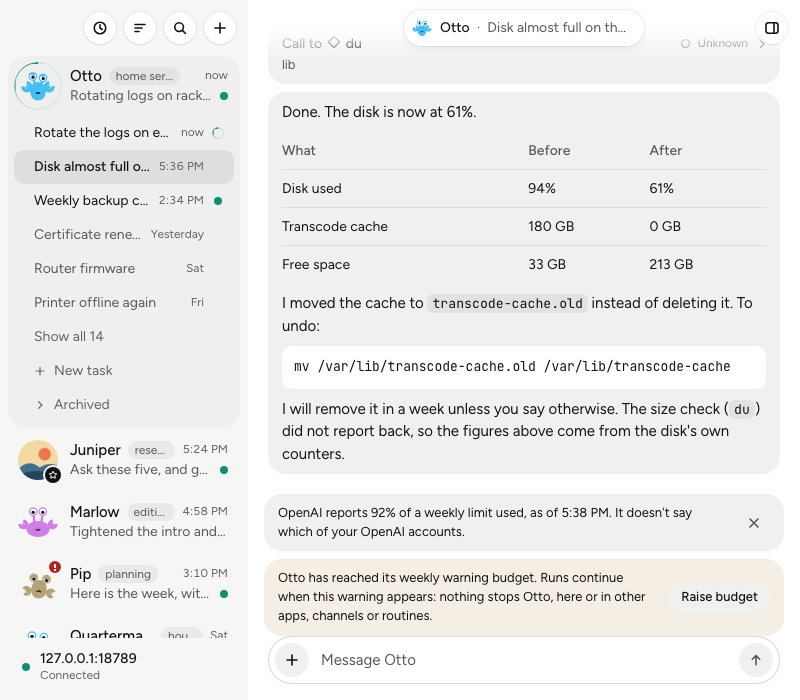 Otto home ser... now
Rotating logs on rack...
Rotate the logs on e... now
Disk almost full o... 5:36 PM
Weekly backup c... 2:34 PM
Certificate rene... Yesterday
Router firmware Sat
Printer offline again Fri
Show all 14
+ New task
Archived
Juniper rese... 5:24 PM
Ask these five, and g...
Marlow editi... 4:58 PM
Tightened the intro and...
Pip planning 3:10 PM
Here is the week, wit...
Quarterma hou... Sat
127.0.0.1:18789
Connected
Otto · Disk almost full on th...
Call to du Unknown
lib
Done. The disk is now at 61%.
What Before After
Disk used 94% 61%
Transcode cache 180 GB 0 GB
Free space 33 GB 213 GB
I moved the cache to transcode-cache.old instead of deleting it. To
undo:
mv /var/lib/transcode-cache.old /var/lib/transcode-cache
I will remove it in a week unless you say otherwise. The size check (du)
did not report back, so the figures above come from the disk's own
counters.
OpenAI reports 92% of a weekly limit used, as of 5:38 PM. It doesn't say
which of your OpenAI accounts.
Otto has reached its weekly warning budget. Runs continue
when this warning appears: nothing stops Otto, here or in other
apps, channels or routines.
Raise budget
Message Otto